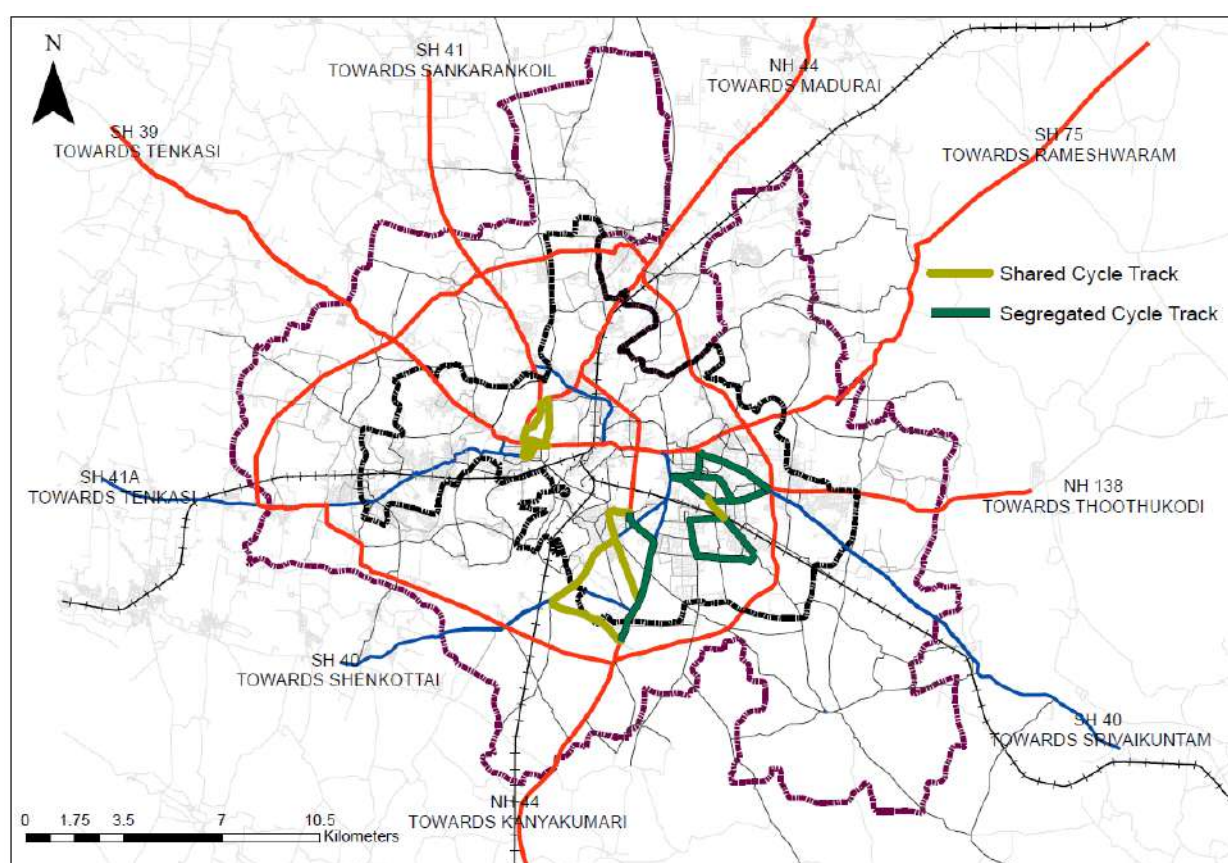 N
SH 41
TOWARDS SANKARANKOIL
NH 44
TOWARDS MADURAI
SH 39
TOWARDS TENKASI
SH 75
TOWARDS RAMESHWARAM
Shared Cycle Track
Segregated Cycle Track
SH 41A
TOWARDS TENKASI
NH 138
TOWARDS THOOTHUKODI
SH 40
TOWARDS SHENKOTTAI
SH 40
TOWARDS SRIVAIKUNTAM
NH 44
TOWARDS KANYAKUMARI
0 1.75 3.5 7 10.5
Kilometers